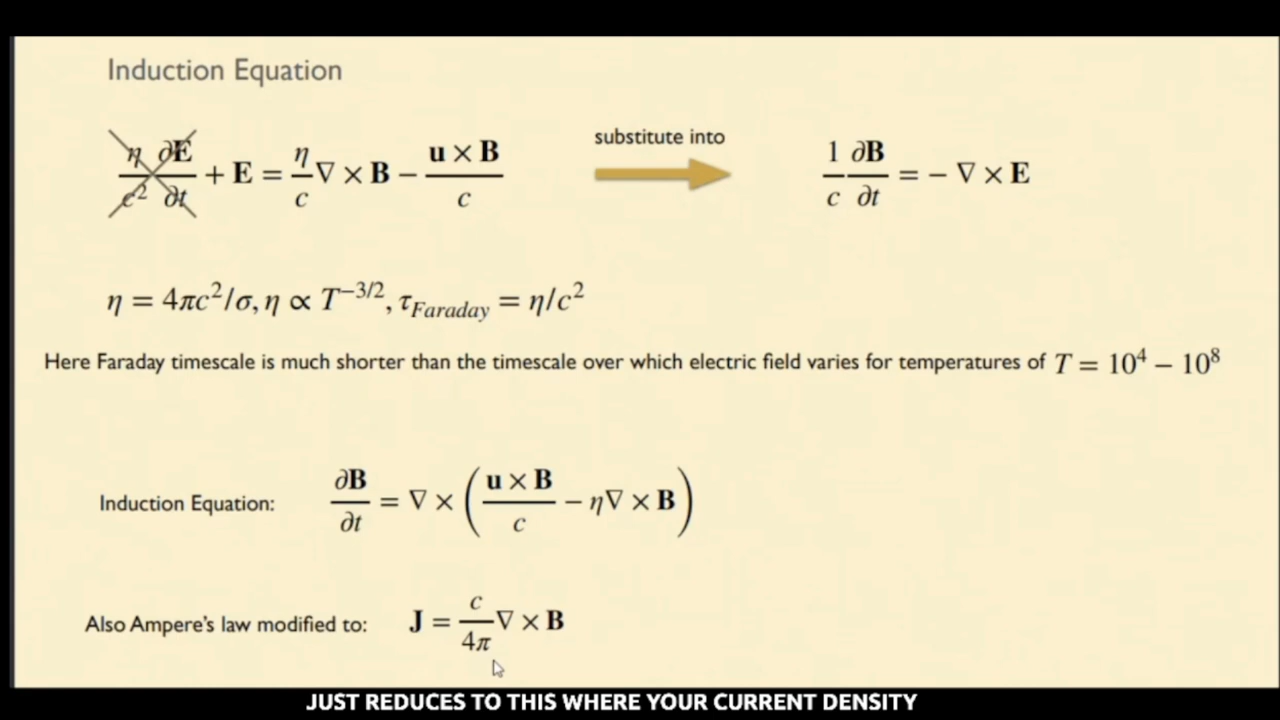 Induction Equation
η/c² ∂E/∂t + E = η/c ∇ × B − u × B/c
substitute into
1/c ∂B/∂t = − ∇ × E
η = 4πc²/σ, η ∝ T^−3/2, τ_Faraday = η/c²
Here Faraday timescale is much shorter than the timescale over which electric field varies for temperatures of T = 10⁴ − 10⁸
Induction Equation: ∂B/∂t = ∇ × (u × B/c − η∇ × B)
Also Ampere's law modified to: J = c/4π ∇ × B
JUST REDUCES TO THIS WHERE YOUR CURRENT DENSITY